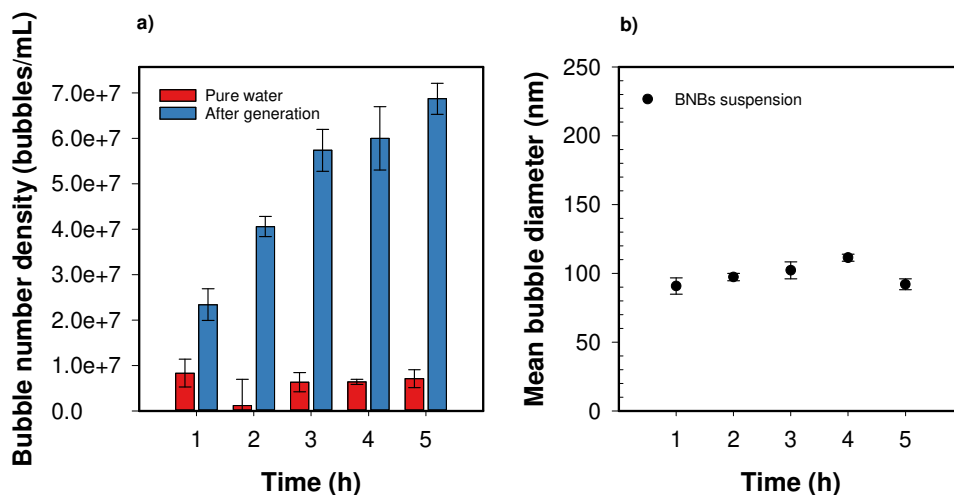 a)
Bubble number density (bubbles/mL)
7.0e+7
6.0e+7
5.0e+7
4.0e+7
3.0e+7
2.0e+7
1.0e+7
0.0
Pure water
After generation
1 2 3 4 5
Time (h)
b)
Mean bubble diameter (nm)
250
200
150
100
50
0
BNBs suspension
1 2 3 4 5
Time (h)